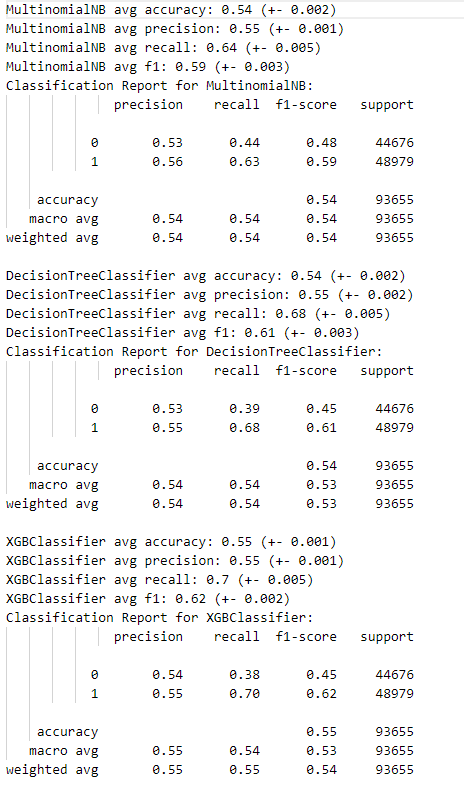 MultinomialNB avg accuracy: 0.54 (+- 0.002)
MultinomialNB avg precision: 0.55 (+- 0.001)
MultinomialNB avg recall: 0.64 (+- 0.005)
MultinomialNB avg f1: 0.59 (+- 0.003)
Classification Report for MultinomialNB:
precision recall f1-score support
0 0.53 0.44 0.48 44676
1 0.56 0.63 0.59 48979
accuracy 0.54 93655
macro avg 0.54 0.54 0.54 93655
weighted avg 0.54 0.54 0.54 93655
DecisionTreeClassifier avg accuracy: 0.54 (+- 0.002)
DecisionTreeClassifier avg precision: 0.55 (+- 0.002)
DecisionTreeClassifier avg recall: 0.68 (+- 0.005)
DecisionTreeClassifier avg f1: 0.61 (+- 0.003)
Classification Report for DecisionTreeClassifier:
precision recall f1-score support
0 0.53 0.39 0.45 44676
1 0.55 0.68 0.61 48979
accuracy 0.54 93655
macro avg 0.54 0.54 0.53 93655
weighted avg 0.54 0.54 0.53 93655
XGBClassifier avg accuracy: 0.55 (+- 0.001)
XGBClassifier avg precision: 0.55 (+- 0.001)
XGBClassifier avg recall: 0.7 (+- 0.005)
XGBClassifier avg f1: 0.62 (+- 0.002)
Classification Report for XGBClassifier:
precision recall f1-score support
0 0.54 0.38 0.45 44676
1 0.55 0.70 0.62 48979
accuracy 0.55 93655
macro avg 0.55 0.54 0.53 93655
weighted avg 0.55 0.55 0.54 93655